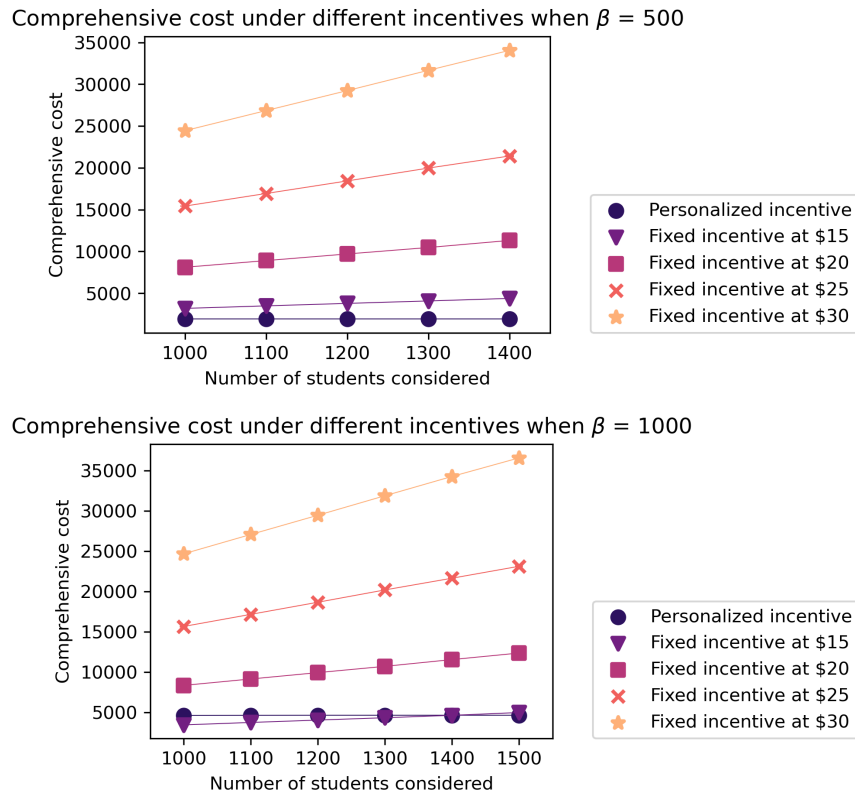 Comprehensive cost under different incentives when β = 500
35000
30000
25000
20000
15000
10000
5000
Comprehensive cost
1000 1100 1200 1300 1400
Number of students considered
Personalized incentive
Fixed incentive at $15
Fixed incentive at $20
Fixed incentive at $25
Fixed incentive at $30
Comprehensive cost under different incentives when β = 1000
35000
30000
25000
20000
15000
10000
5000
Comprehensive cost
1000 1100 1200 1300 1400 1500
Number of students considered
Personalized incentive
Fixed incentive at $15
Fixed incentive at $20
Fixed incentive at $25
Fixed incentive at $30